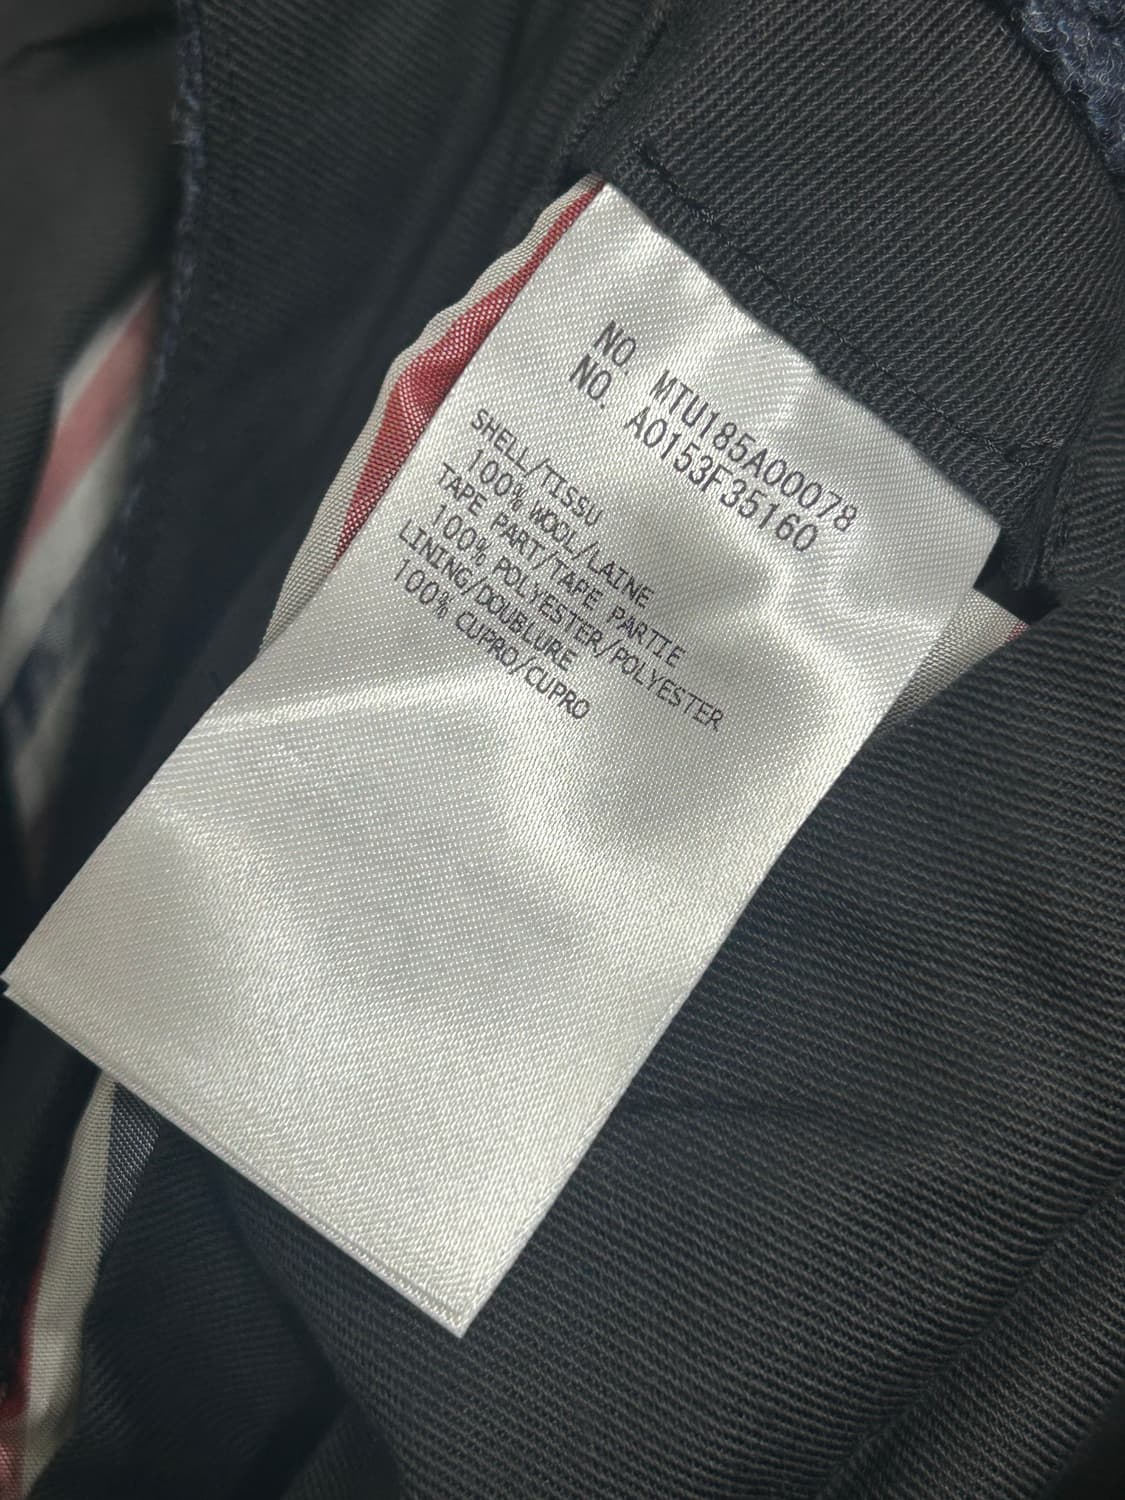 NO. MTU185A00078
NO. A0153F35160
SHELL/TISSU
100% WOOL/LAINE
TAPE PART/TAPE PARTIE
100% POLYESTER/POLYESTER
LINING/DOUBLURE
100% CUPRO/CUPRO